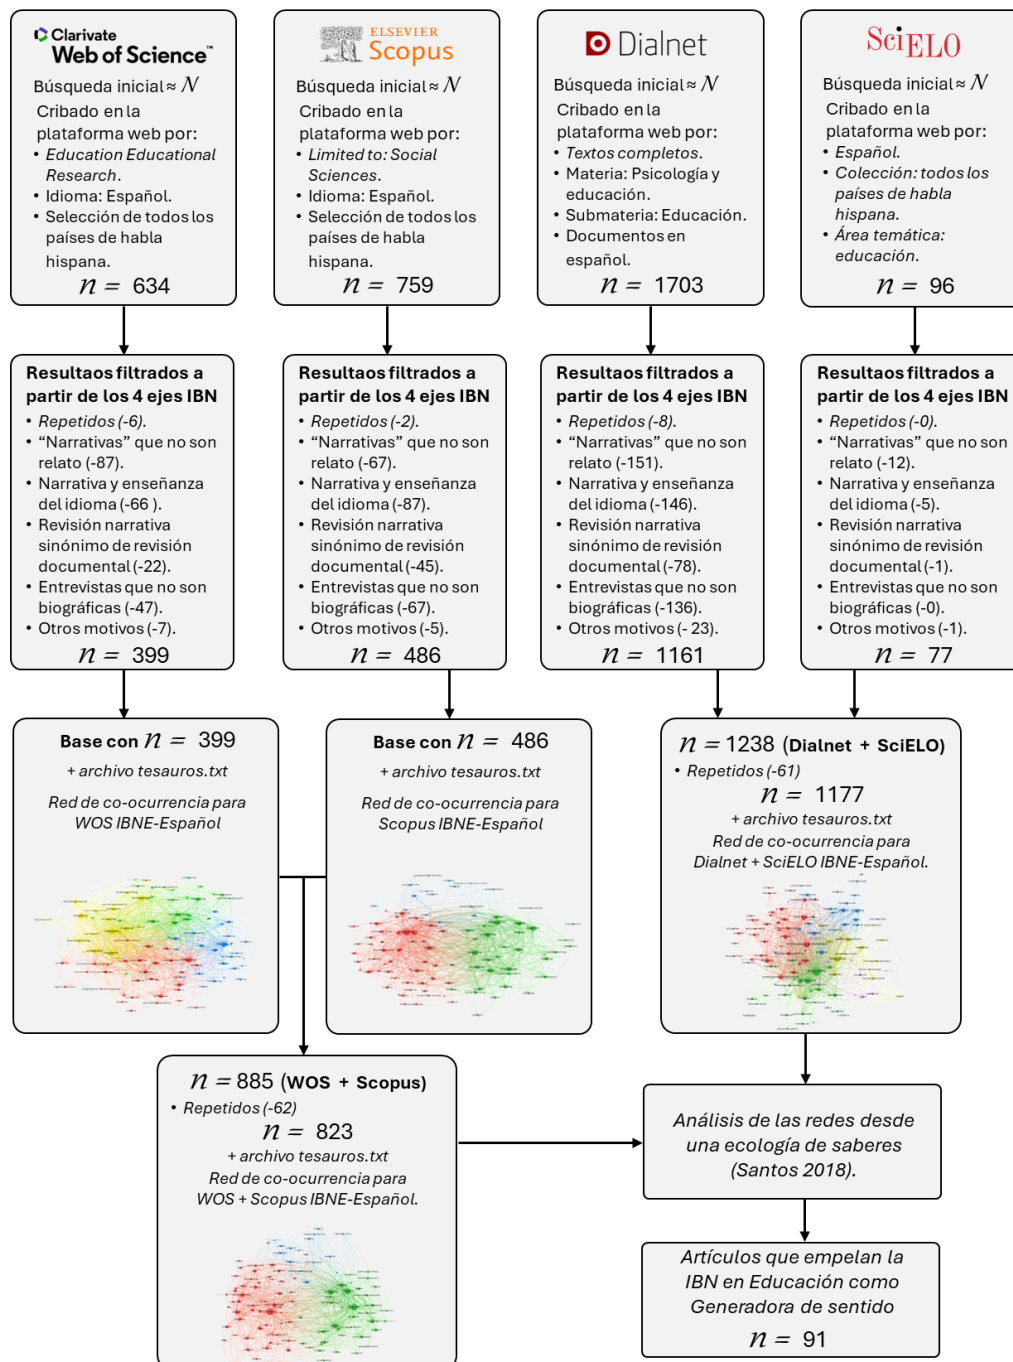 Clarivate
Web of Science™
Búsqueda inicial ≈ N
Cribado en la
plataforma web por:
• Education Educational
Research.
• Idioma: Español.
• Selección de todos los
países de habla
hispana.
n = 634
ELSEVIER
Scopus
Búsqueda inicial ≈ N
Cribado en la
plataforma web por:
• Limited to: Social
Sciences.
• Idioma: Español.
• Selección de todos los
países de habla
hispana.
n = 759
Dialnet
Búsqueda inicial ≈ N
Cribado en la
plataforma web por:
• Textos completos.
• Materia: Psicología y
educación.
• Submateria: Educación.
• Documentos en
español.
n = 1703
SciELO
Búsqueda inicial ≈ N
Cribado en la
plataforma web por:
• Español.
• Colección: todos los
países de habla
hispana.
• Área temática:
educación.
n = 96
Resultaos filtrados a
partir de los 4 ejes IBN
• Repetidos (-6).
• “Narrativas” que no son
relato (-87).
• Narrativa y enseñanza
del idioma (-66 ).
• Revisión narrativa
sinónimo de revisión
documental (-22).
• Entrevistas que no son
biográficas (-47).
• Otros motivos (-7).
n = 399
Resultaos filtrados a
partir de los 4 ejes IBN
• Repetidos (-2).
• “Narrativas” que no son
relato (-67).
• Narrativa y enseñanza
del idioma (-87).
• Revisión narrativa
sinónimo de revisión
documental (-45).
• Entrevistas que no son
biográficas (-67).
• Otros motivos (-5).
n = 486
Resultaos filtrados a
partir de los 4 ejes IBN
• Repetidos (-8).
• “Narrativas” que no son
relato (-151).
• Narrativa y enseñanza
del idioma (-146).
• Revisión narrativa
sinónimo de revisión
documental (-78).
• Entrevistas que no son
biográficas (-136).
• Otros motivos (- 23).
n = 1161
Resultaos filtrados a
partir de los 4 ejes IBN
• Repetidos (-0).
• “Narrativas” que no son
relato (-12).
• Narrativa y enseñanza
del idioma (-5).
• Revisión narrativa
sinónimo de revisión
documental (-1).
• Entrevistas que no son
biográficas (-0).
• Otros motivos (-1).
n = 77
Base con n = 399
+ archivo tesauros.txt
Red de co-ocurrencia para
WOS IBNE-Español
Base con n = 486
+ archivo tesauros.txt
Red de co-ocurrencia para
Scopus IBNE-Español
n = 1238 (Dialnet + SciELO)
• Repetidos (-61)
n = 1177
+ archivo tesauros.txt
Red de co-ocurrencia para
Dialnet + SciELO IBNE-Español.
n = 885 (WOS + Scopus)
• Repetidos (-62)
n = 823
+ archivo tesauros.txt
Red de co-ocurrencia para
WOS + Scopus IBNE-Español.
Análisis de las redes desde
una ecología de saberes
(Santos 2018).
Artículos que empelan la
IBN en Educación como
Generadora de sentido
n = 91